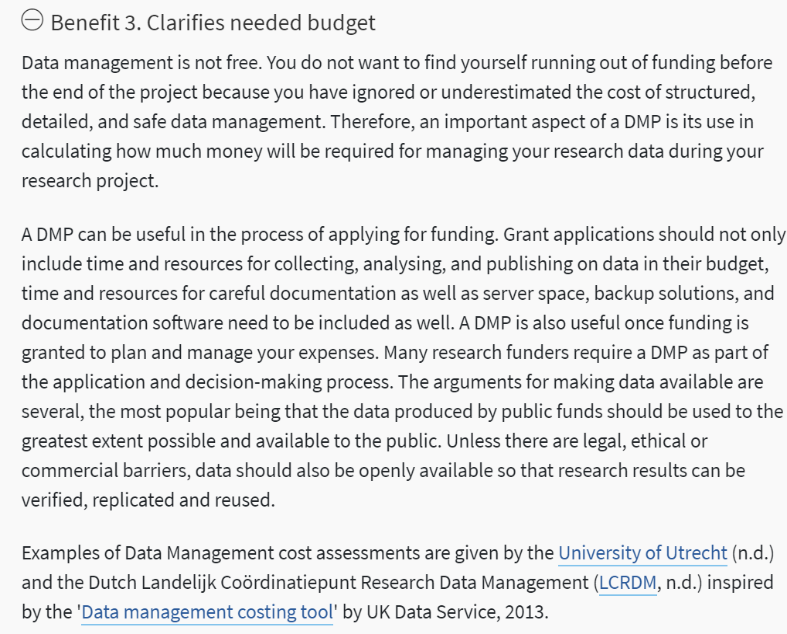 Benefit 3. Clarifies needed budget
Data management is not free. You do not want to find yourself running out of funding before
the end of the project because you have ignored or underestimated the cost of structured,
detailed, and safe data management. Therefore, an important aspect of a DMP is its use in
calculating how much money will be required for managing your research data during your
research project.
A DMP can be useful in the process of applying for funding. Grant applications should not only
include time and resources for collecting, analysing, and publishing on data in their budget,
time and resources for careful documentation as well as server space, backup solutions, and
documentation software need to be included as well. A DMP is also useful once funding is
granted to plan and manage your expenses. Many research funders require a DMP as part of
the application and decision-making process. The arguments for making data available are
several, the most popular being that the data produced by public funds should be used to the
greatest extent possible and available to the public. Unless there are legal, ethical or
commercial barriers, data should also be openly available so that research results can be
verified, replicated and reused.
Examples of Data Management cost assessments are given by the University of Utrecht (n.d.)
and the Dutch Landelijk Coördinatiepunt Research Data Management (LCRDM, n.d.) inspired
by the 'Data management costing tool' by UK Data Service, 2013.